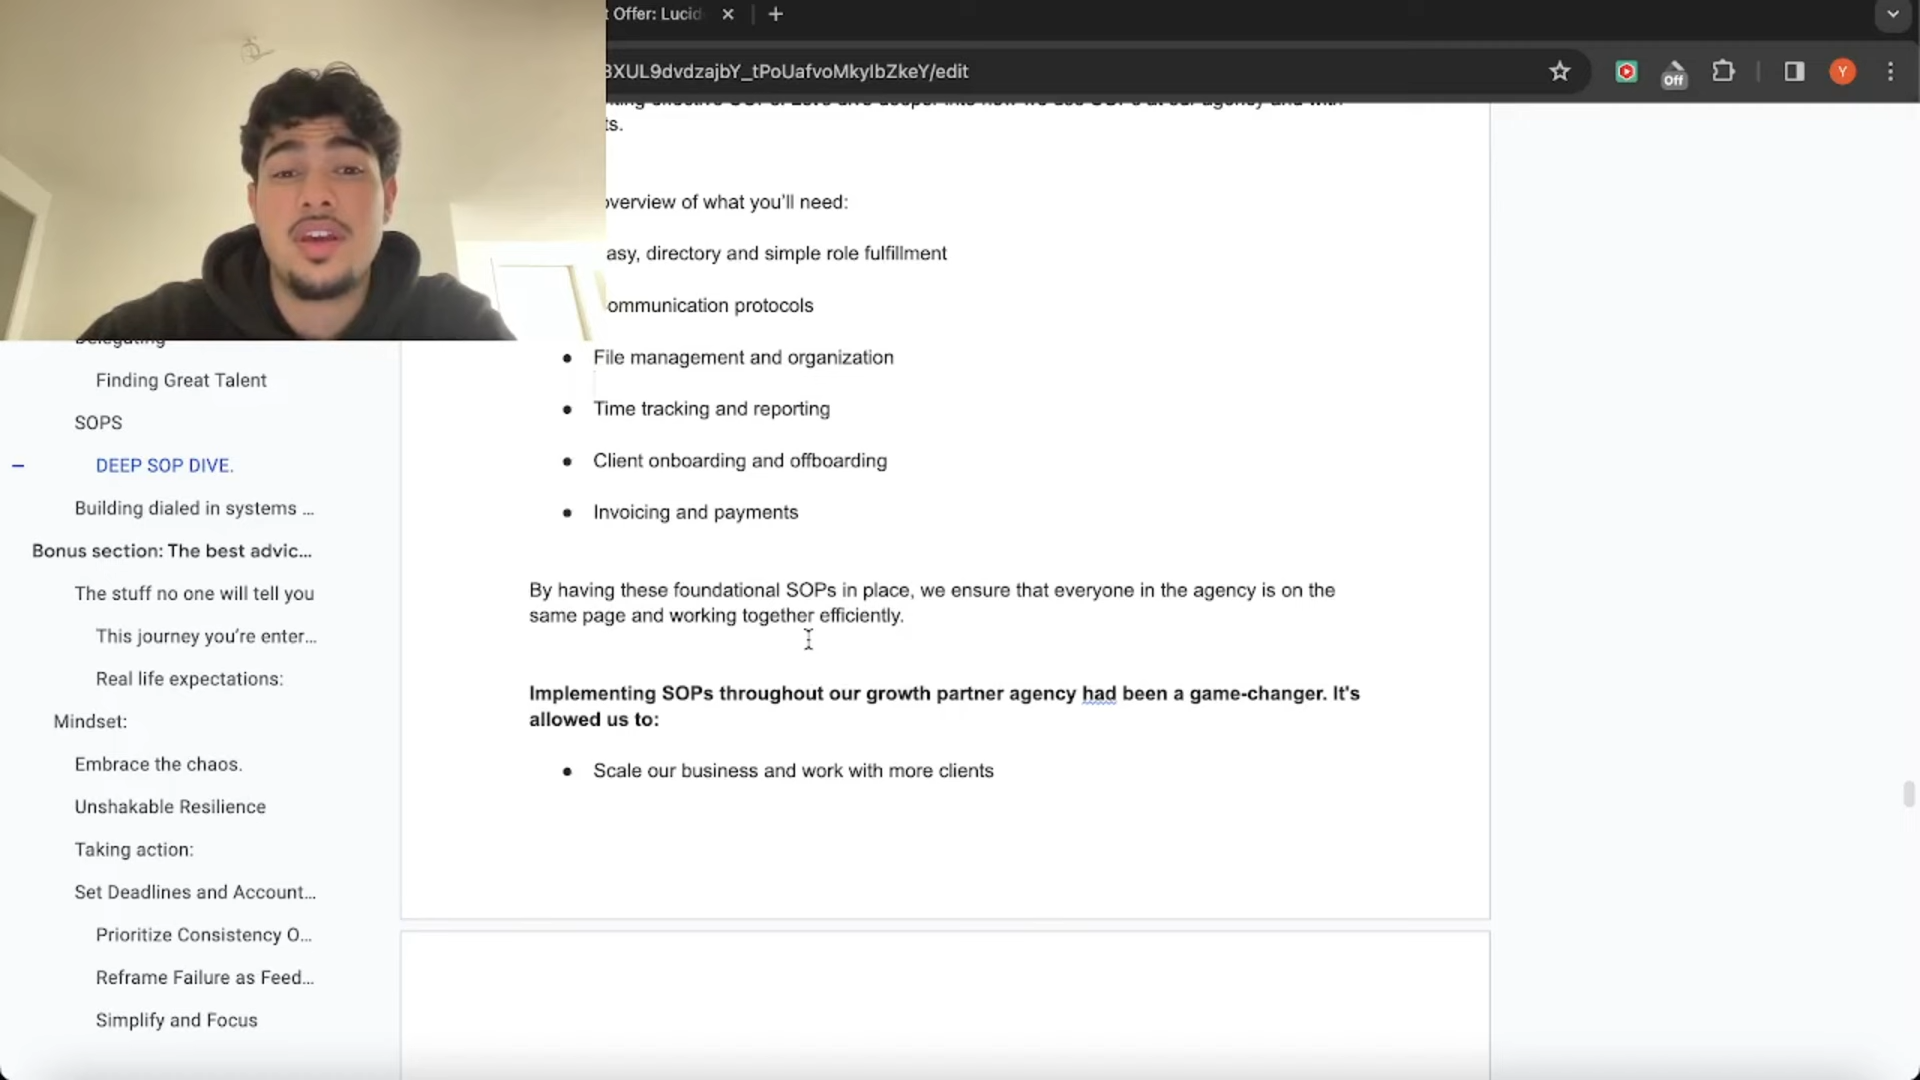 t Offer: Lucid
3XUL9dvdzajbY_tPoUafvoMkyIbZkeY/edit
Off
Y
ts.
overview of what you'll need:
asy, directory and simple role fulfillment
ommunication protocols
● File management and organization
● Time tracking and reporting
● Client onboarding and offboarding
● Invoicing and payments
By having these foundational SOPs in place, we ensure that everyone in the agency is on the
same page and working together efficiently.
Implementing SOPs throughout our growth partner agency had been a game-changer. It's
allowed us to:
● Scale our business and work with more clients
Delegating
Finding Great Talent
SOPS
DEEP SOP DIVE.
Building dialed in systems ...
Bonus section: The best advic...
The stuff no one will tell you
This journey you're enter...
Real life expectations:
Mindset:
Embrace the chaos.
Unshakable Resilience
Taking action:
Set Deadlines and Account...
Prioritize Consistency O...
Reframe Failure as Feed...
Simplify and Focus